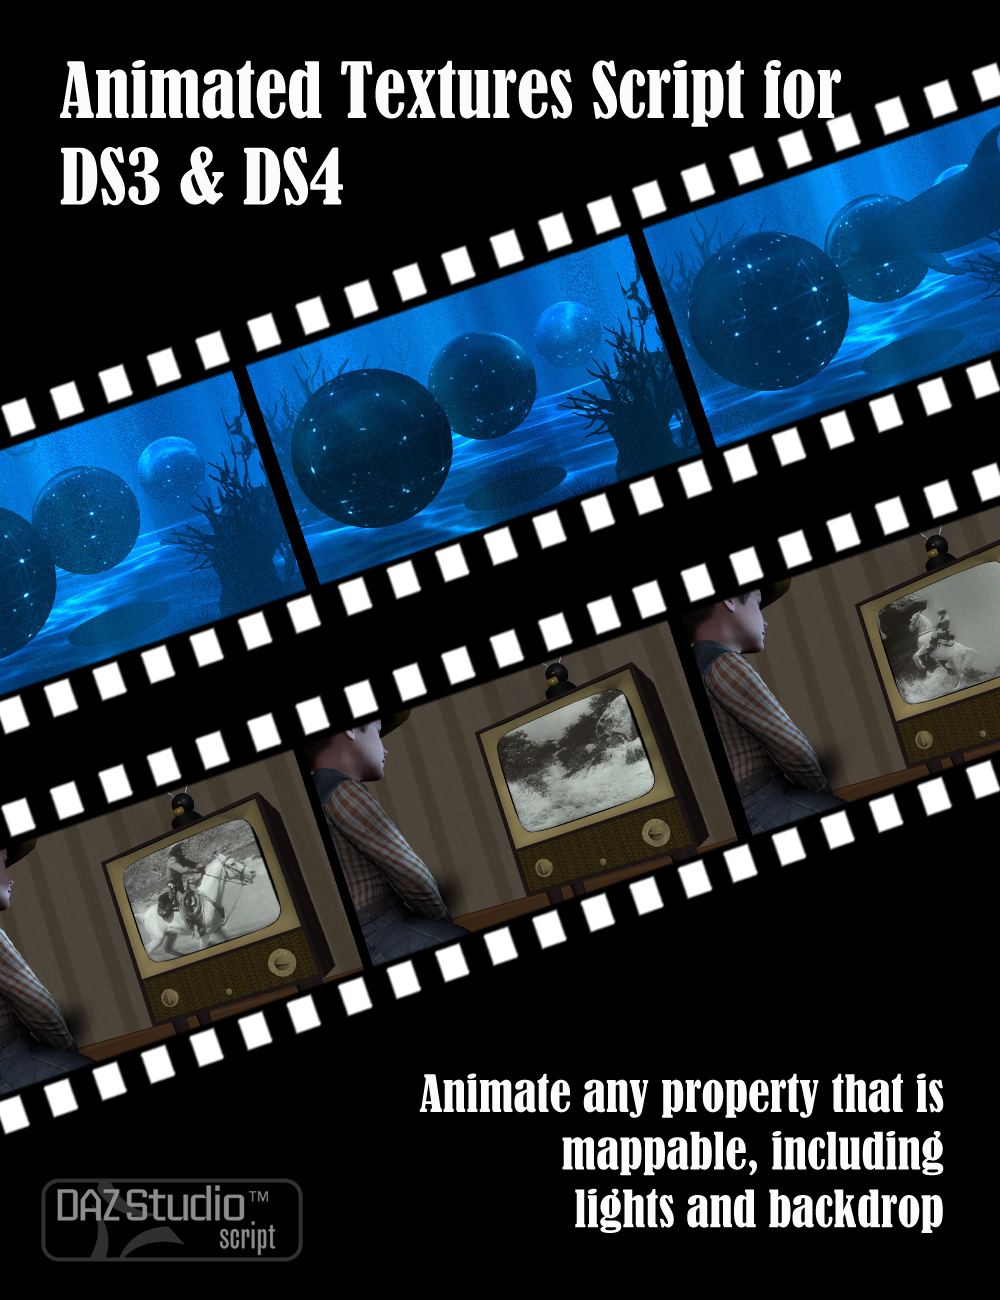 Animated Textures Script for
DS3 & DS4
Animate any property that is
mappable, including
lights and backdrop
DAZ Studio™
script